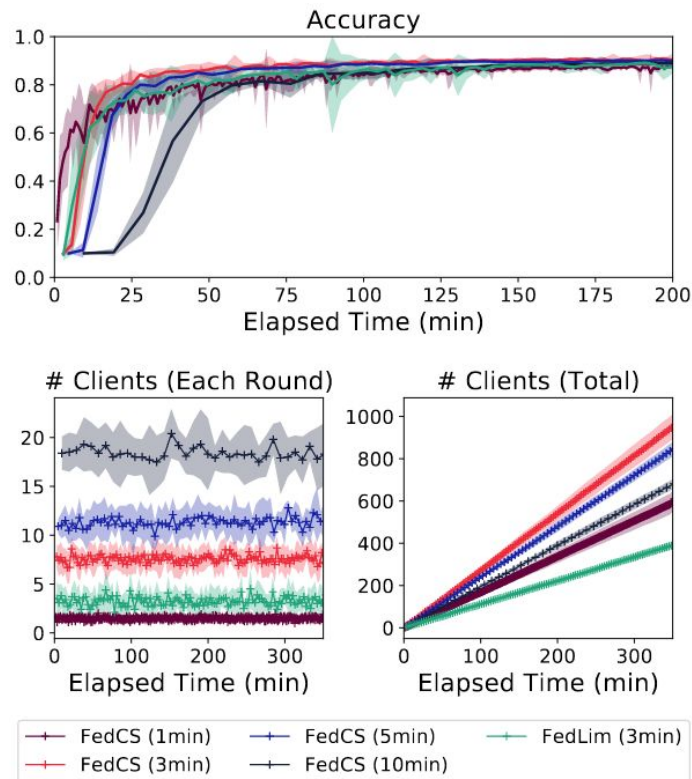 Accuracy
1.0
0.8
0.6
0.4
0.2
0.0
0 25 50 75 100 125 150 175 200
Elapsed Time (min)
# Clients (Each Round)
20
15
10
5
0
0 100 200 300
Elapsed Time (min)
# Clients (Total)
1000
800
600
400
200
0
0 100 200 300
Elapsed Time (min)
FedCS (1min) FedCS (5min) FedLim (3min)
FedCS (3min) FedCS (10min)